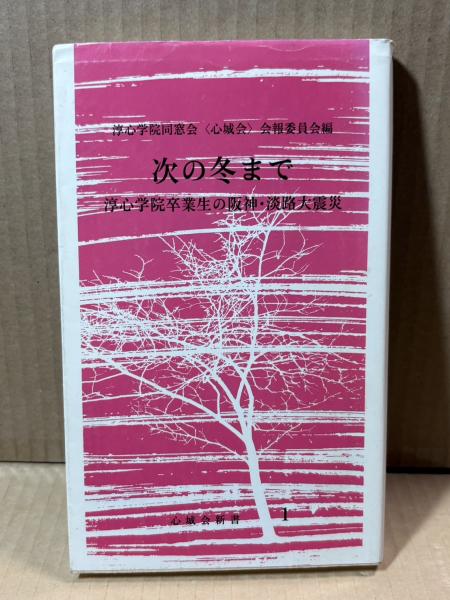 淳心学院同窓会〈心城会〉会報委員会編
次の冬まで
淳心学院卒業生の阪神・淡路大震災
心城会新書 1